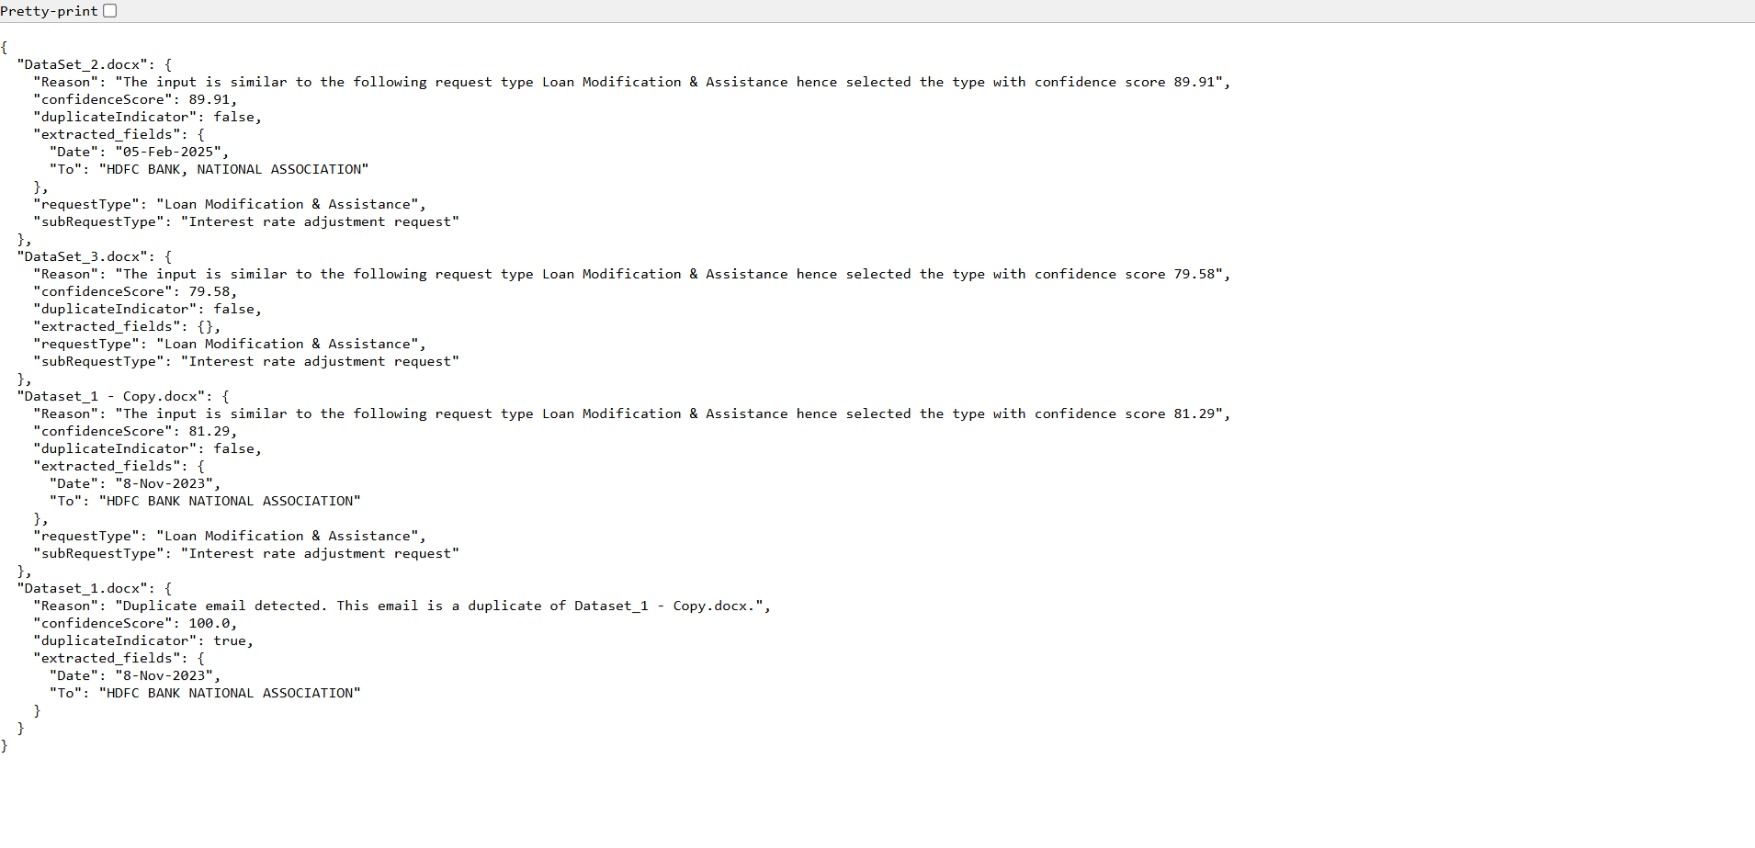 Pretty-print
{
  "DataSet_2.docx": {
    "Reason": "The input is similar to the following request type Loan Modification & Assistance hence selected the type with confidence score 89.91",
    "confidenceScore": 89.91,
    "duplicateIndicator": false,
    "extracted_fields": {
      "Date": "05-Feb-2025",
      "To": "HDFC BANK, NATIONAL ASSOCIATION"
    },
    "requestType": "Loan Modification & Assistance",
    "subRequestType": "Interest rate adjustment request"
  },
  "DataSet_3.docx": {
    "Reason": "The input is similar to the following request type Loan Modification & Assistance hence selected the type with confidence score 79.58",
    "confidenceScore": 79.58,
    "duplicateIndicator": false,
    "extracted_fields": {},
    "requestType": "Loan Modification & Assistance",
    "subRequestType": "Interest rate adjustment request"
  },
  "Dataset_1 - Copy.docx": {
    "Reason": "The input is similar to the following request type Loan Modification & Assistance hence selected the type with confidence score 81.29",
    "confidenceScore": 81.29,
    "duplicateIndicator": false,
    "extracted_fields": {
      "Date": "8-Nov-2023",
      "To": "HDFC BANK NATIONAL ASSOCIATION"
    },
    "requestType": "Loan Modification & Assistance",
    "subRequestType": "Interest rate adjustment request"
  },
  "Dataset_1.docx": {
    "Reason": "Duplicate email detected. This email is a duplicate of Dataset_1 - Copy.docx.",
    "confidenceScore": 100.0,
    "duplicateIndicator": true,
    "extracted_fields": {
      "Date": "8-Nov-2023",
      "To": "HDFC BANK NATIONAL ASSOCIATION"
    }
  }
}